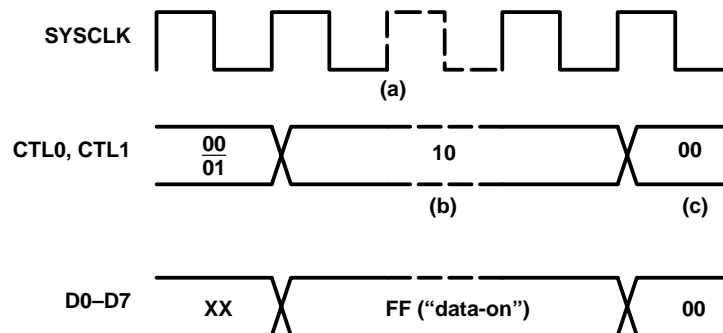 SYSCLK
(a)
CTL0, CTL1
00
01
10
00
(b)
(c)
D0–D7
XX
FF (“data-on”)
00